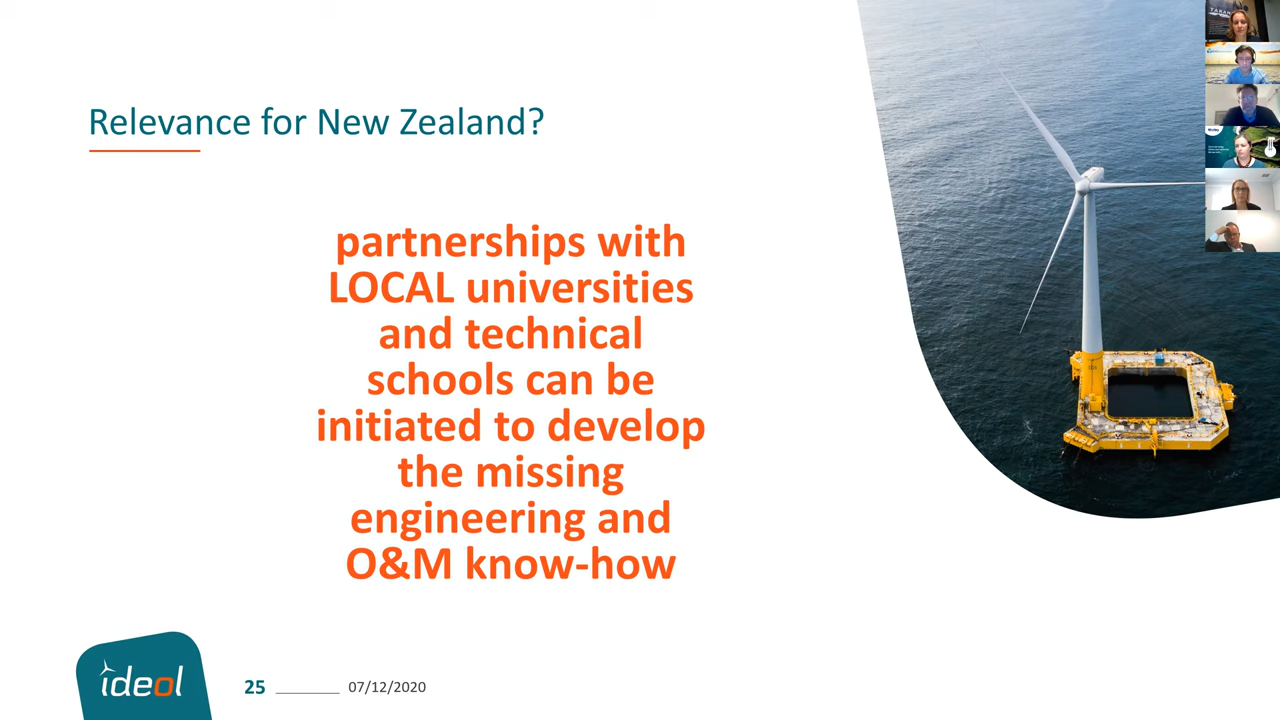 Relevance for New Zealand?
partnerships with
LOCAL universities
and technical
schools can be
initiated to develop
the missing
engineering and
O&M know-how
ideol
25
07/12/2020